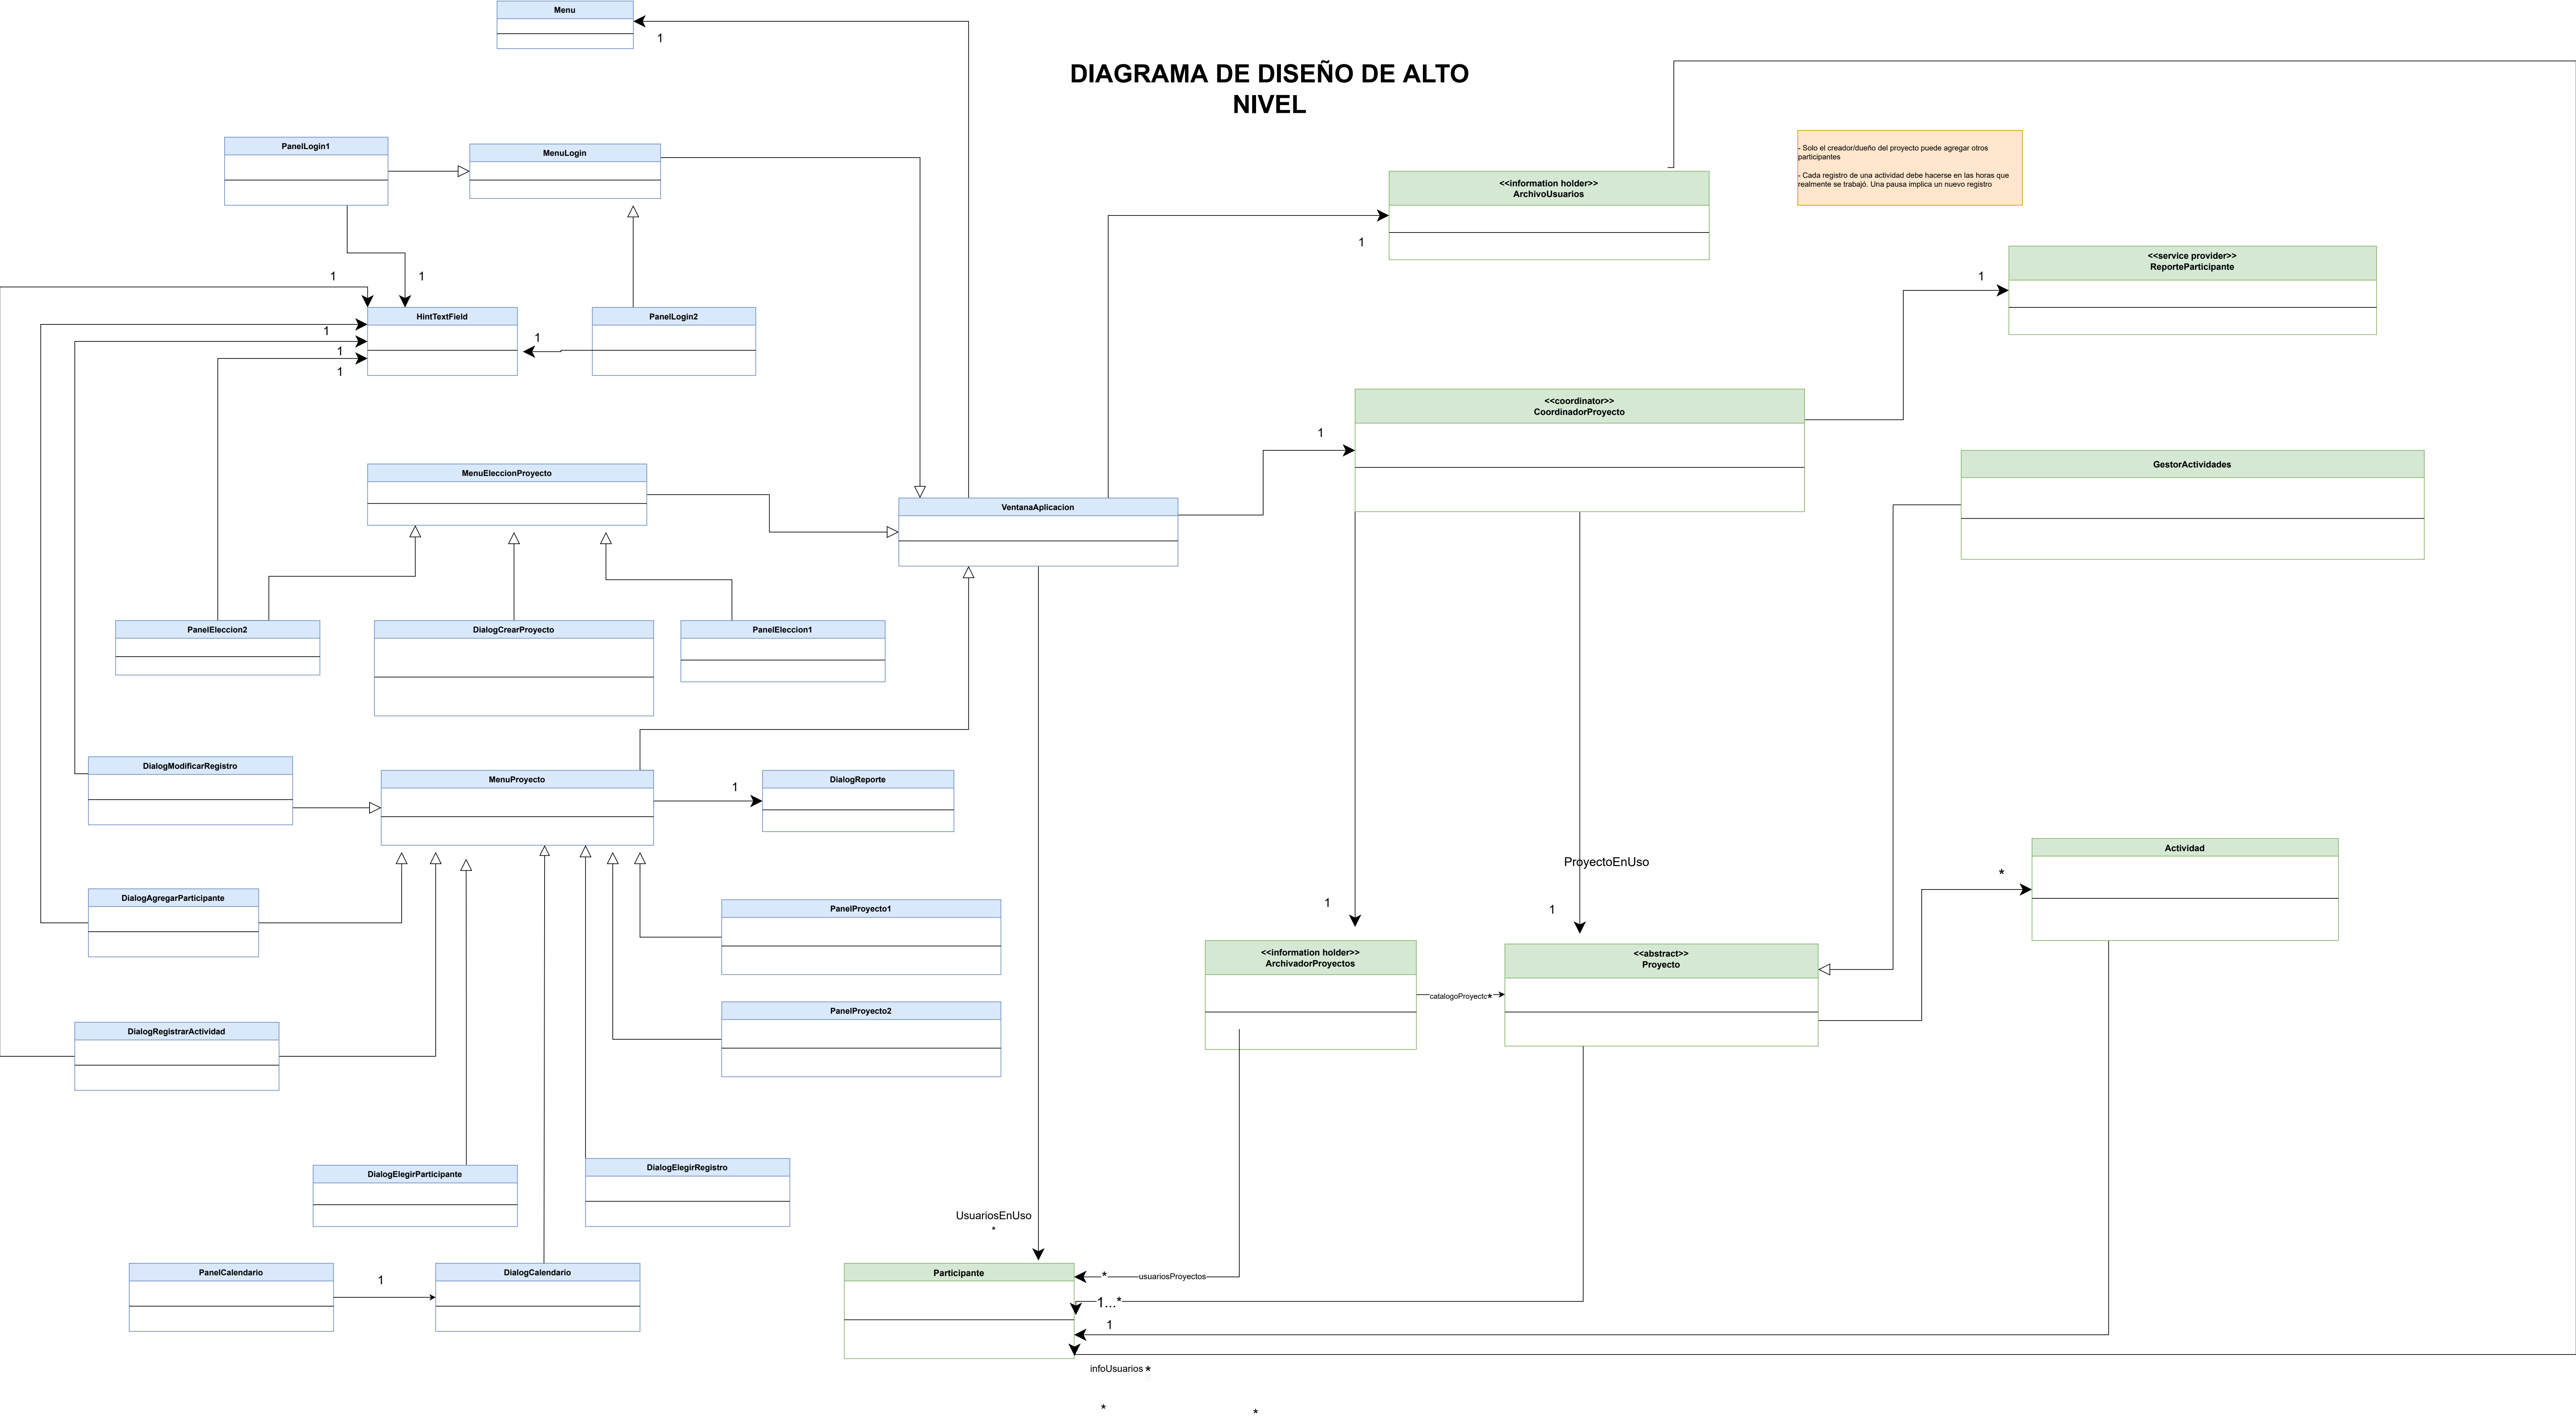 Menu
1
DIAGRAMA DE DISEÑO DE ALTO
NIVEL
- Solo el creador/dueño del proyecto puede agregar otros
participantes
- Cada registro de una actividad debe hacerse en las horas que
realmente se trabajó. Una pausa implica un nuevo registro
PanelLogin1
MenuLogin
<<information holder>>
ArchivoUsuarios
1
<<service provider>>
ReporteParticipante
1
1
1
HintTextField
PanelLogin2
1
1
1
1
<<coordinator>>
CoordinadorProyecto
1
GestorActividades
MenuEleccionProyecto
VentanaAplicacion
PanelEleccion2
DialogCrearProyecto
PanelEleccion1
DialogModificarRegistro
MenuProyecto
1
DialogReporte
ProyectoEnUso
Actividad
*
DialogAgregarParticipante
PanelProyecto1
1
1
<<information holder>>
ArchivadorProyectos
<<abstract>>
Proyecto
catalogoProyecto*
PanelProyecto2
DialogRegistrarActividad
DialogElegirParticipante
DialogElegirRegistro
UsuariosEnUso
*
PanelCalendario
1
DialogCalendario
Participante
*
usuariosProyectos
1...*
1
infoUsuarios *
*
*